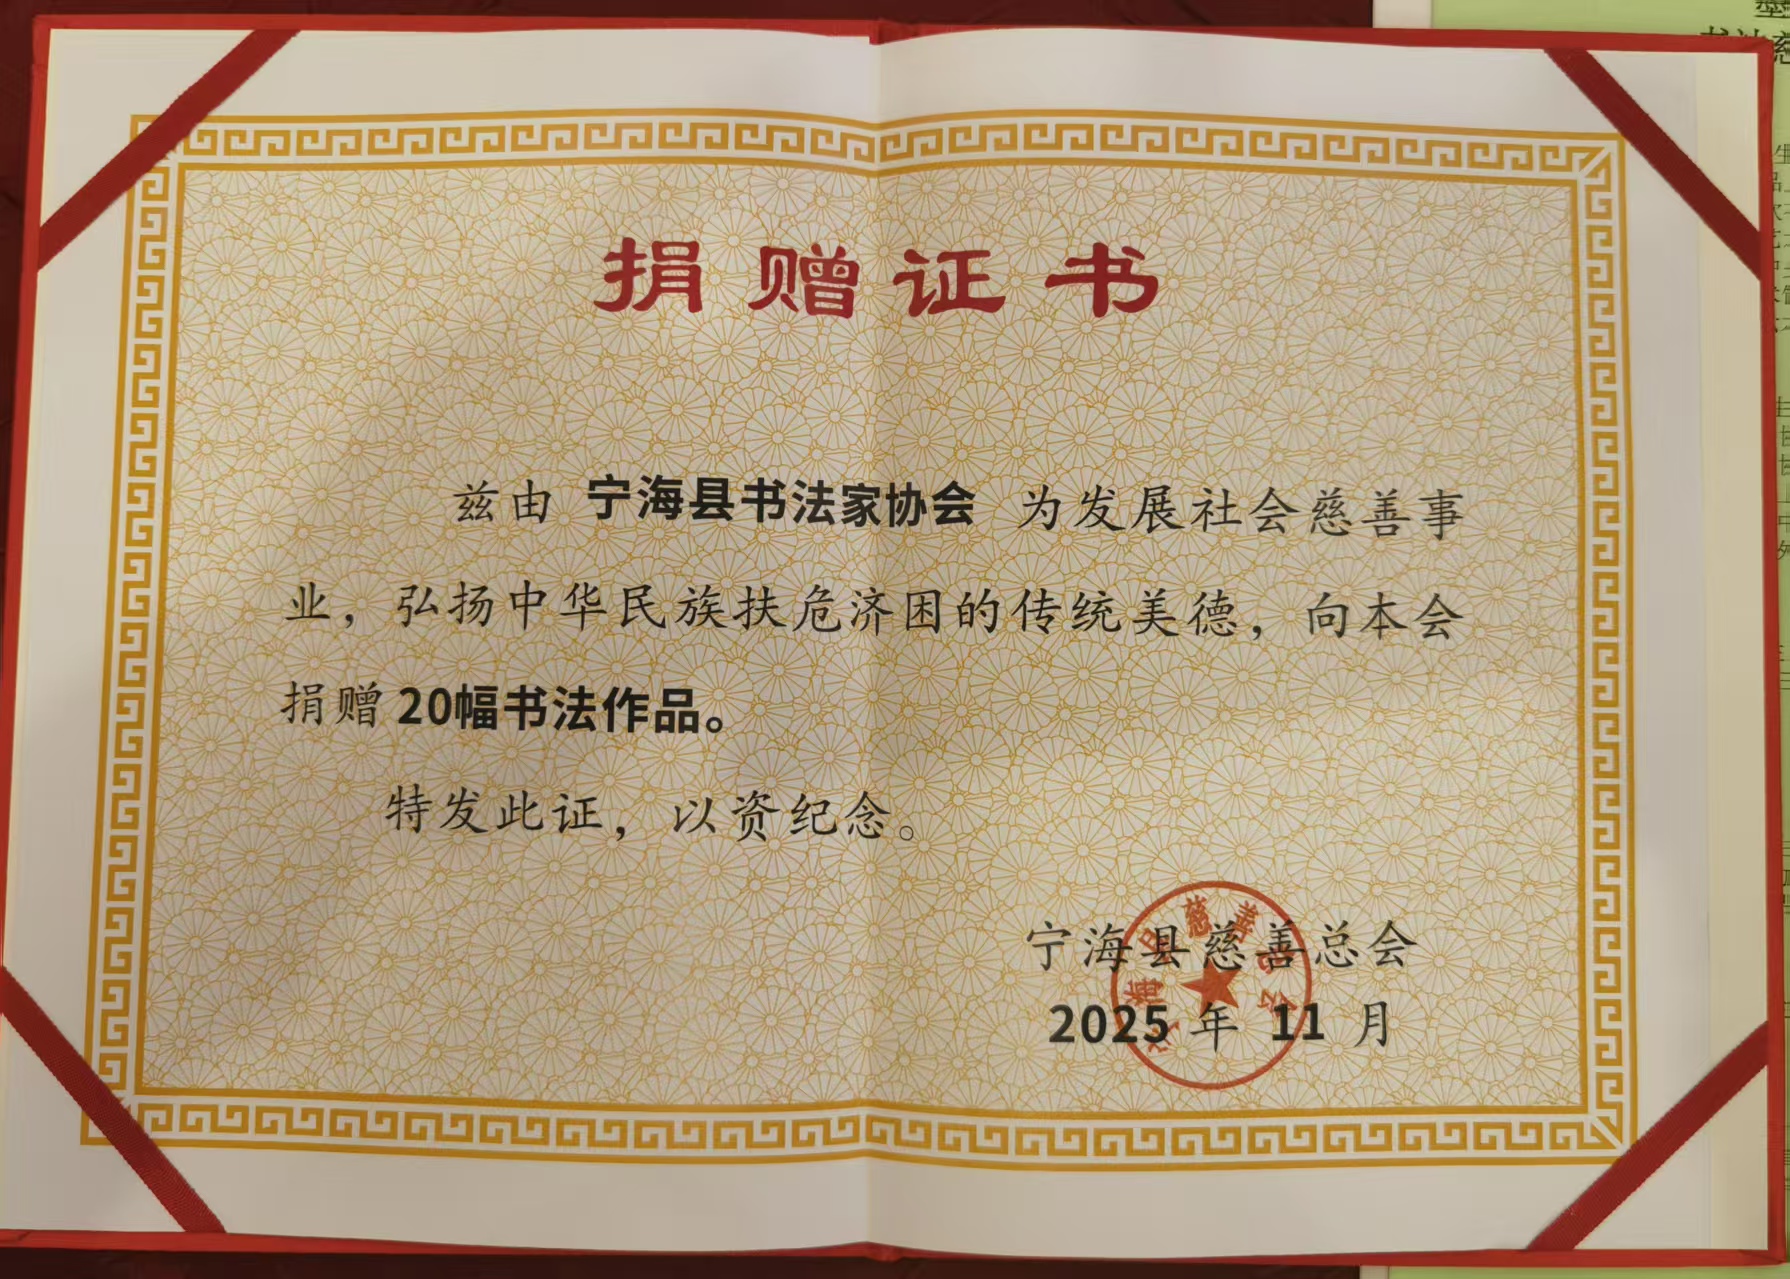 捐赠证书
兹由 宁海县书法家协会 为发展社会慈善事
业，弘扬中华民族扶危济困的传统美德，向本会
捐赠 20幅书法作品。
特发此证，以资纪念。
宁海县慈善总会
2025 年 11 月